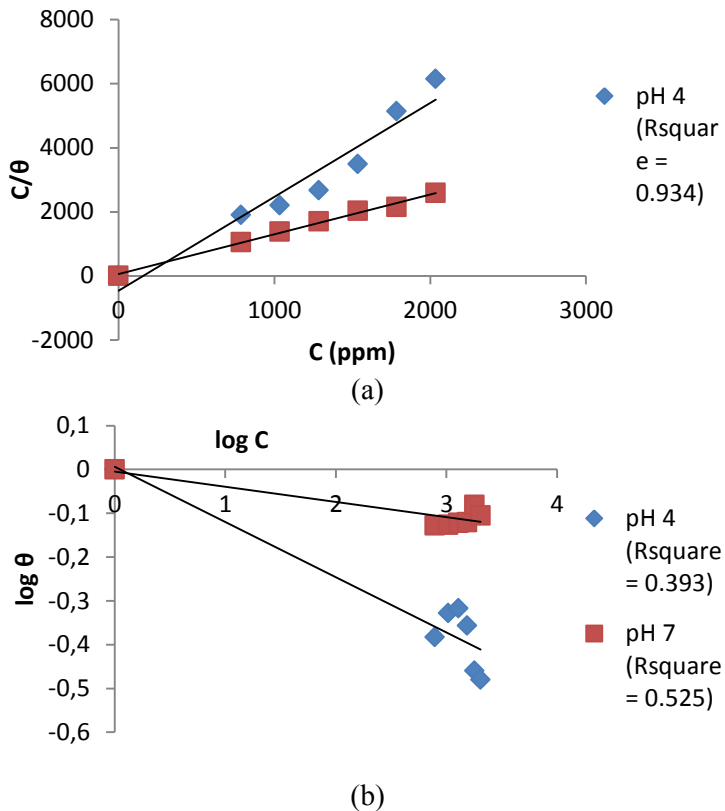 8000
6000
4000
2000
0
-2000
C/θ
0
1000
2000
3000
C (ppm)
pH 4
(Rsquar
e =
0.934)
(a)
0,1
0
-0,1
-0,2
-0,3
-0,4
-0,5
-0,6
log θ
log C
0
1
2
3
4
pH 4
(Rsquare
= 0.393)
pH 7
(Rsquare
= 0.525)
(b)